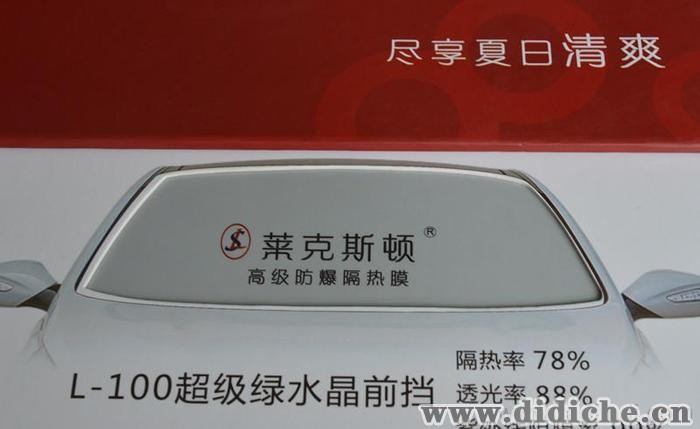 尽享夏日清爽
莱克斯顿®
高级防爆隔热膜
隔热率 78%
L-100超级绿水晶前挡
透光率 88%
www.didiche.cn